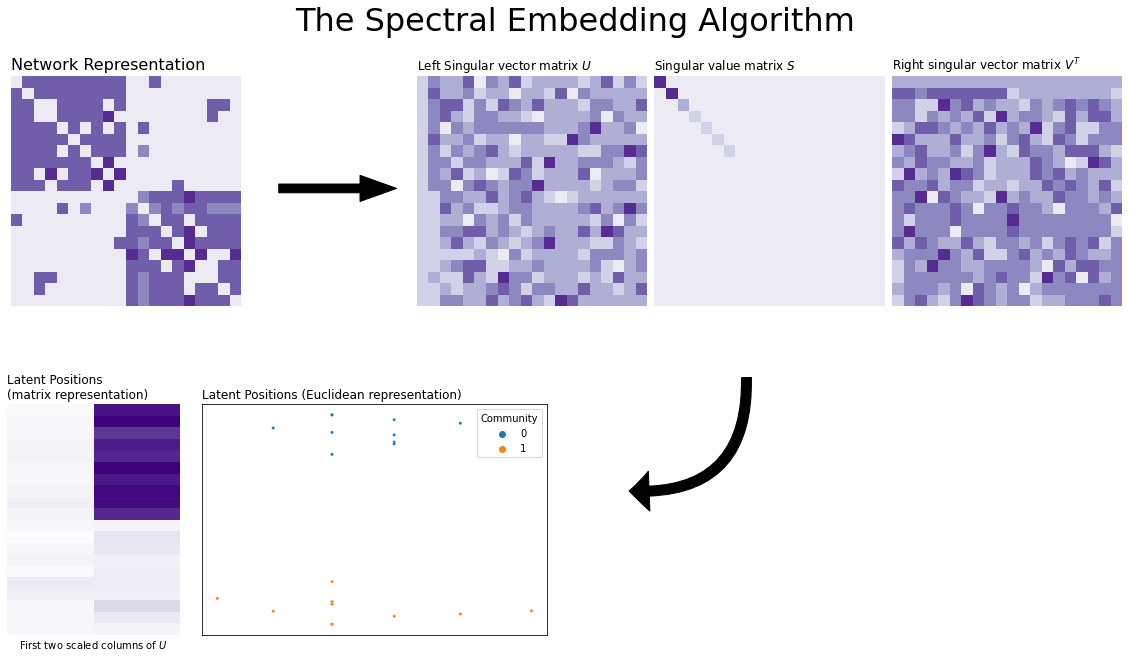 The Spectral Embedding Algorithm
Network Representation
Left Singular vector matrix U
Singular value matrix S
Right singular vector matrix V^T
Latent Positions
(matrix representation)
First two scaled columns of U
Latent Positions (Euclidean representation)
Community
0
1